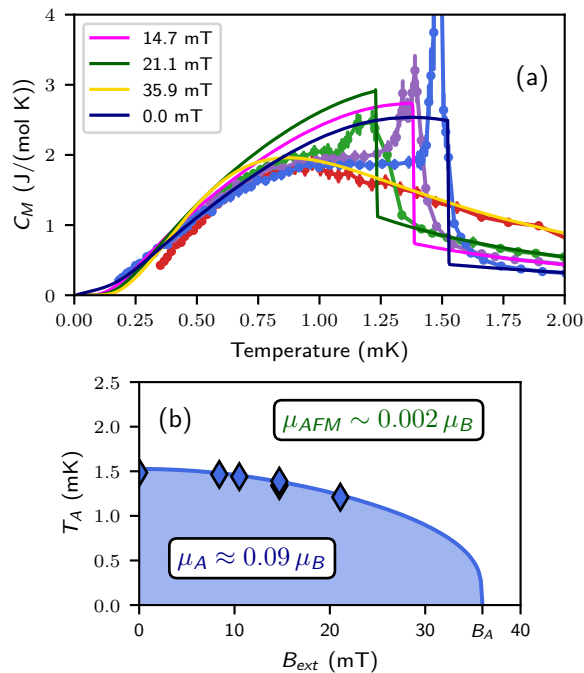 4
3
2
1
0
C_M (J/(mol K))
14.7 mT
21.1 mT
35.9 mT
0.0 mT
(a)
0.00 0.25 0.50 0.75 1.00 1.25 1.50 1.75 2.00
Temperature (mK)
2.5
2.0
1.5
1.0
0.5
0.0
T_A (mK)
(b)
μ_AFM ∼ 0.002 μ_B
μ_A ≈ 0.09 μ_B
0 10 20 30 B_A 40
B_ext (mT)